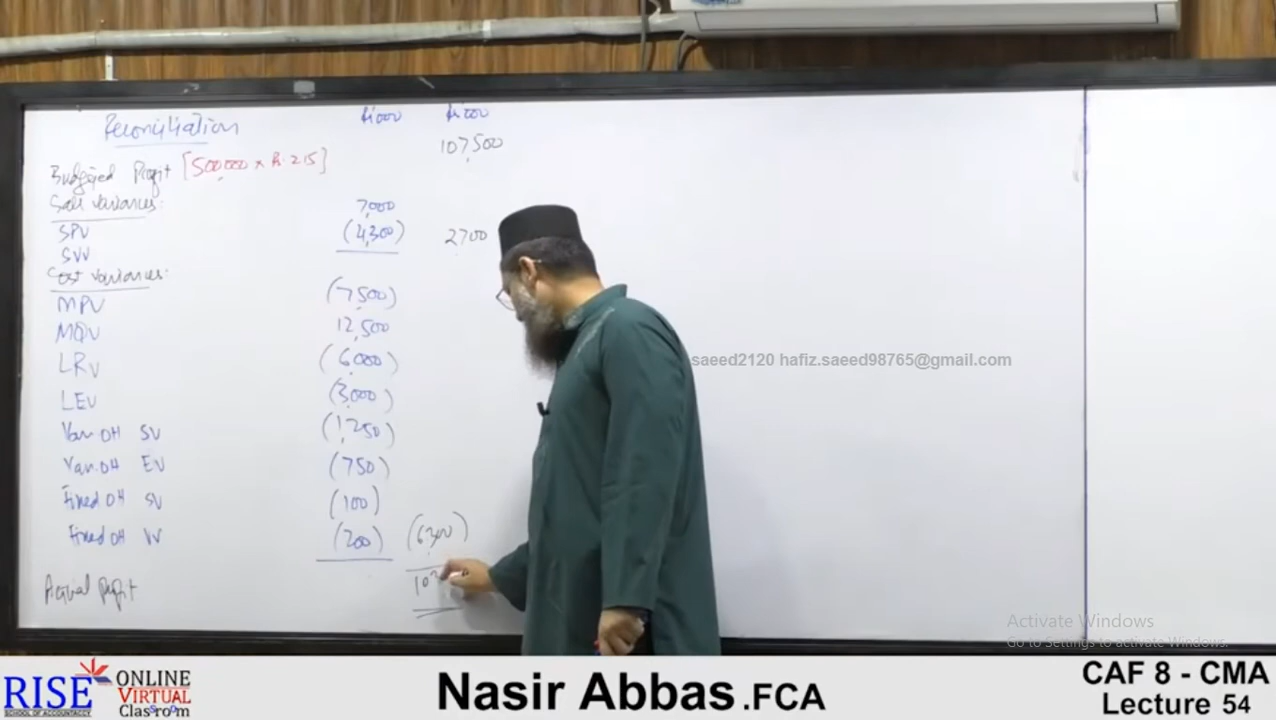 Reconciliation Rs.000 Rs.000
Budgeted Profit [500,000 x Rs.215] 107,500
Sales Variances:
SPV 7,000
SVV (4,300) 2700
Cost Variances:
MPV (7,500)
MQV 12,500
LRV (6,000)
LEV (3,000)
Var. OH SV (1,250)
Var. OH EV (750)
Fixed OH SV (100)
Fixed OH VV (200) (6300)
Actual Profit
saeed2120 hafiz.saeed98765@gmail.com
Activate Windows
Go to Settings to activate Windows.
RISE
SCHOOL OF ACCOUNTANCY
ONLINE
VIRTUAL
Nasir Abbas .FCA
CAF 8 - CMA
Lecture 54